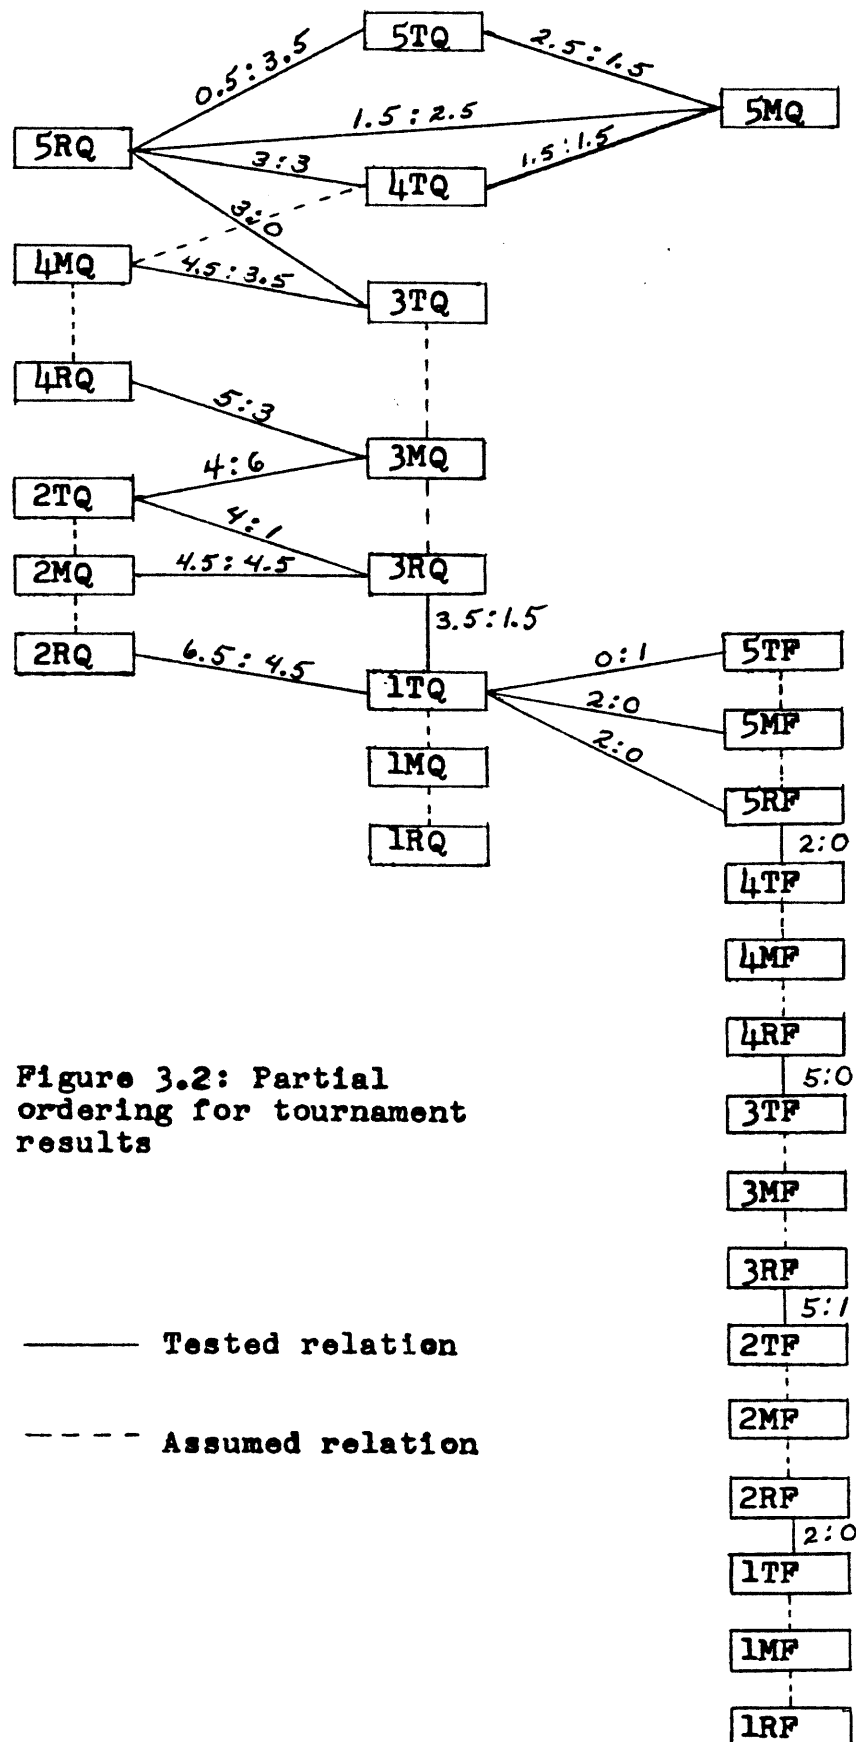 5TQ
0.5:3.5
2.5:1.5
5MQ
1.5:2.5
5RQ
3:3
1.5:1.5
4TQ
3:0
4MQ
4.5:3.5
3TQ
4RQ
5:3
3MQ
4:6
2TQ
4:1
2MQ
4.5:4.5
3RQ
3.5:1.5
2RQ
6.5:4.5
0:1
5TF
1TQ
2:0
5MF
2:0
1MQ
5RF
1RQ
2:0
4TF
4MF
4RF
Figure 3.2: Partial
ordering for tournament
results
5:0
3TF
3MF
3RF
5:1
Tested relation
2TF
2MF
Assumed relation
2RF
2:0
1TF
1MF
1RF